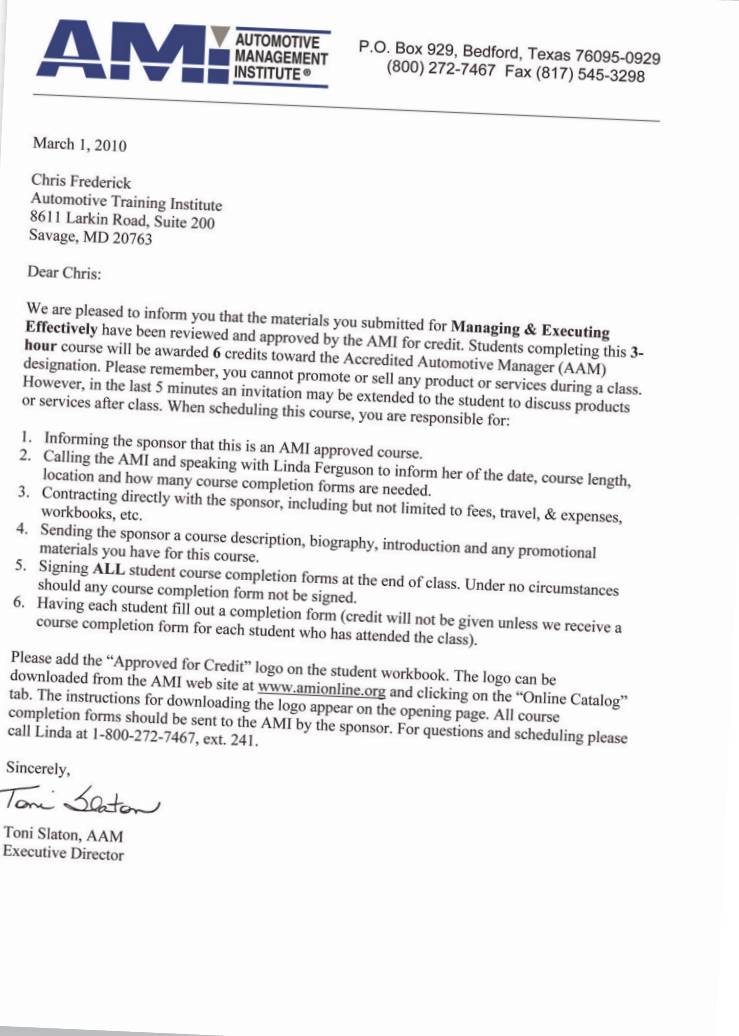 AMi AUTOMOTIVE
MANAGEMENT
INSTITUTE®
P.O. Box 929, Bedford, Texas 76095-0929
(800) 272-7467 Fax (817) 545-3298
March 1, 2010
Chris Frederick
Automotive Training Institute
8611 Larkin Road, Suite 200
Savage, MD 20763
Dear Chris:
We are pleased to inform you that the materials you submitted for Managing & Executing
Effectively have been reviewed and approved by the AMI for credit. Students completing this 3-
hour course will be awarded 6 credits toward the Accredited Automotive Manager (AAM)
designation. Please remember, you cannot promote or sell any product or services during a class.
However, in the last 5 minutes an invitation may be extended to the student to discuss products
or services after class. When scheduling this course, you are responsible for:
1. Informing the sponsor that this is an AMI approved course.
2. Calling the AMI and speaking with Linda Ferguson to inform her of the date, course length,
location and how many course completion forms are needed.
3. Contracting directly with the sponsor, including but not limited to fees, travel, & expenses,
workbooks, etc.
4. Sending the sponsor a course description, biography, introduction and any promotional
materials you have for this course.
5. Signing ALL student course completion forms at the end of class. Under no circumstances
should any course completion form not be signed.
6. Having each student fill out a completion form (credit will not be given unless we receive a
course completion form for each student who has attended the class).
Please add the “Approved for Credit” logo on the student workbook. The logo can be
downloaded from the AMI web site at www.amionline.org and clicking on the “Online Catalog”
tab. The instructions for downloading the logo appear on the opening page. All course
completion forms should be sent to the AMI by the sponsor. For questions and scheduling please
call Linda at 1-800-272-7467, ext. 241.
Sincerely,
Toni Slaton
Toni Slaton, AAM
Executive Director